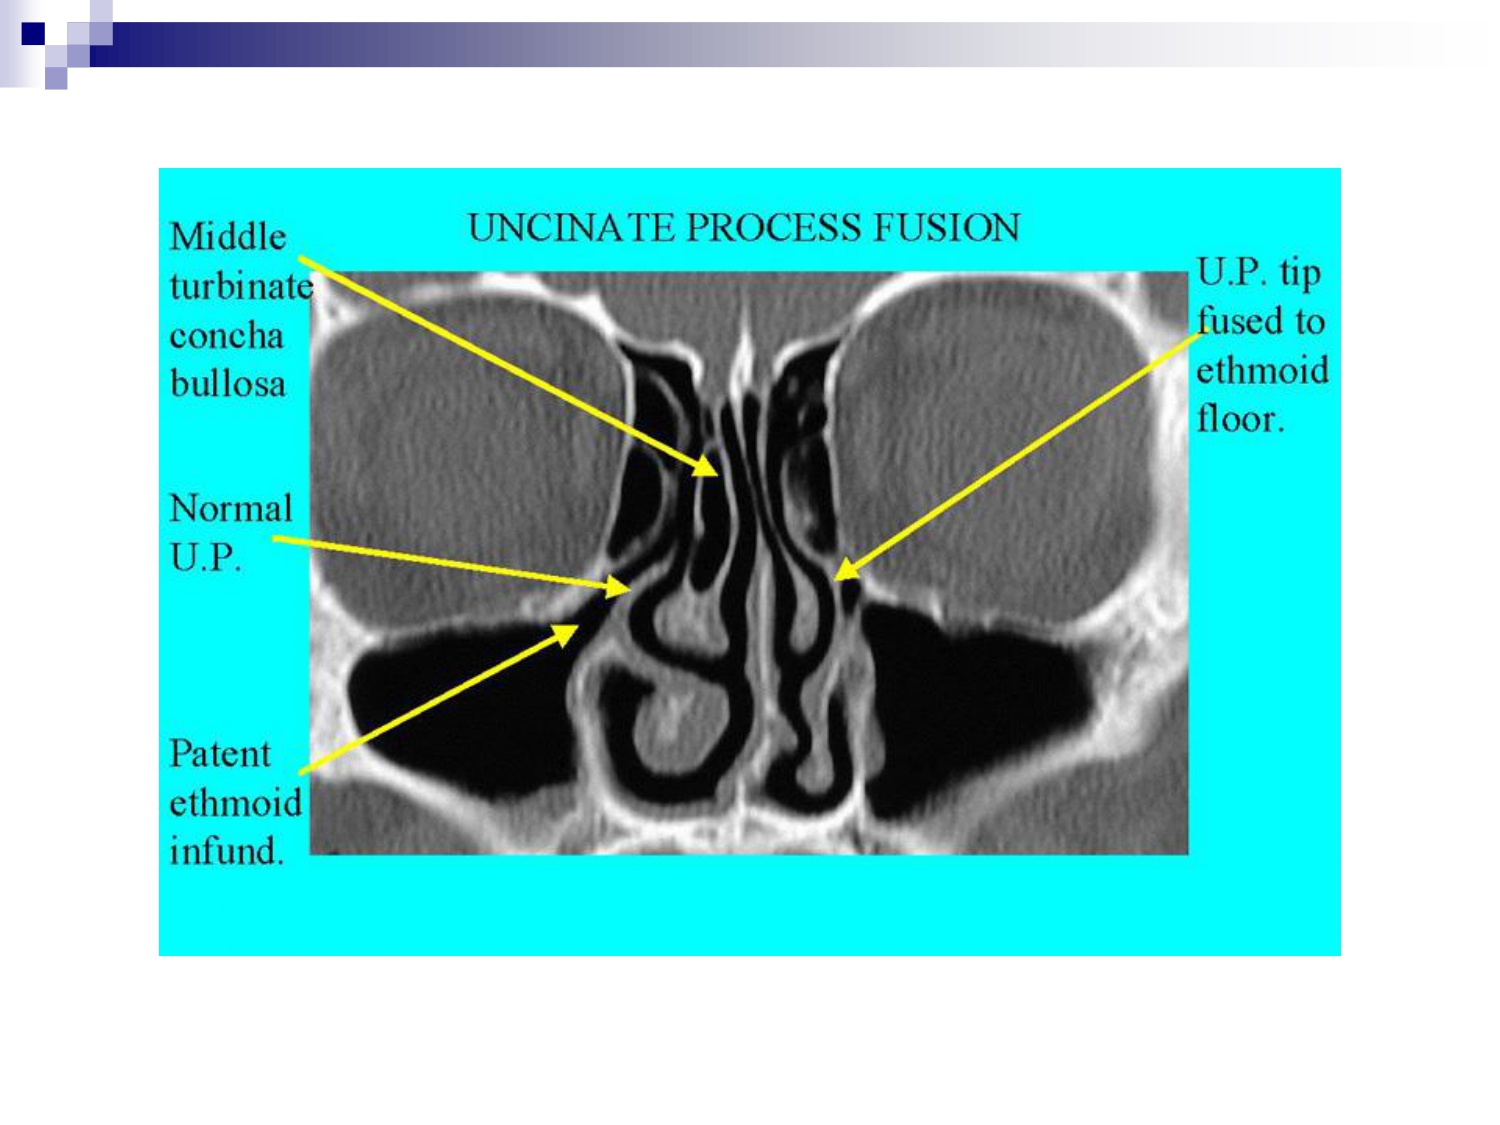 UNCINATE PROCESS FUSION
Middle
turbinate
concha
bullosa
Normal
U.P.
Patent
ethmoid
infund.
U.P. tip
fused to
ethmoid
floor.